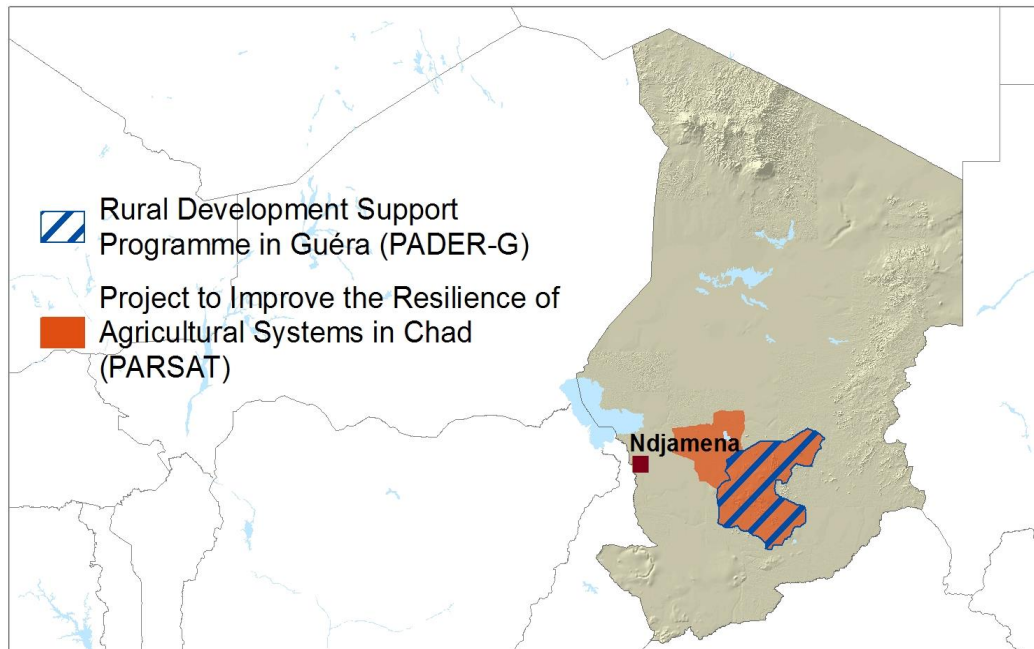 Rural Development Support
Programme in Guéra (PADER-G)
Project to Improve the Resilience of
Agricultural Systems in Chad
(PARSAT)
Ndjamena